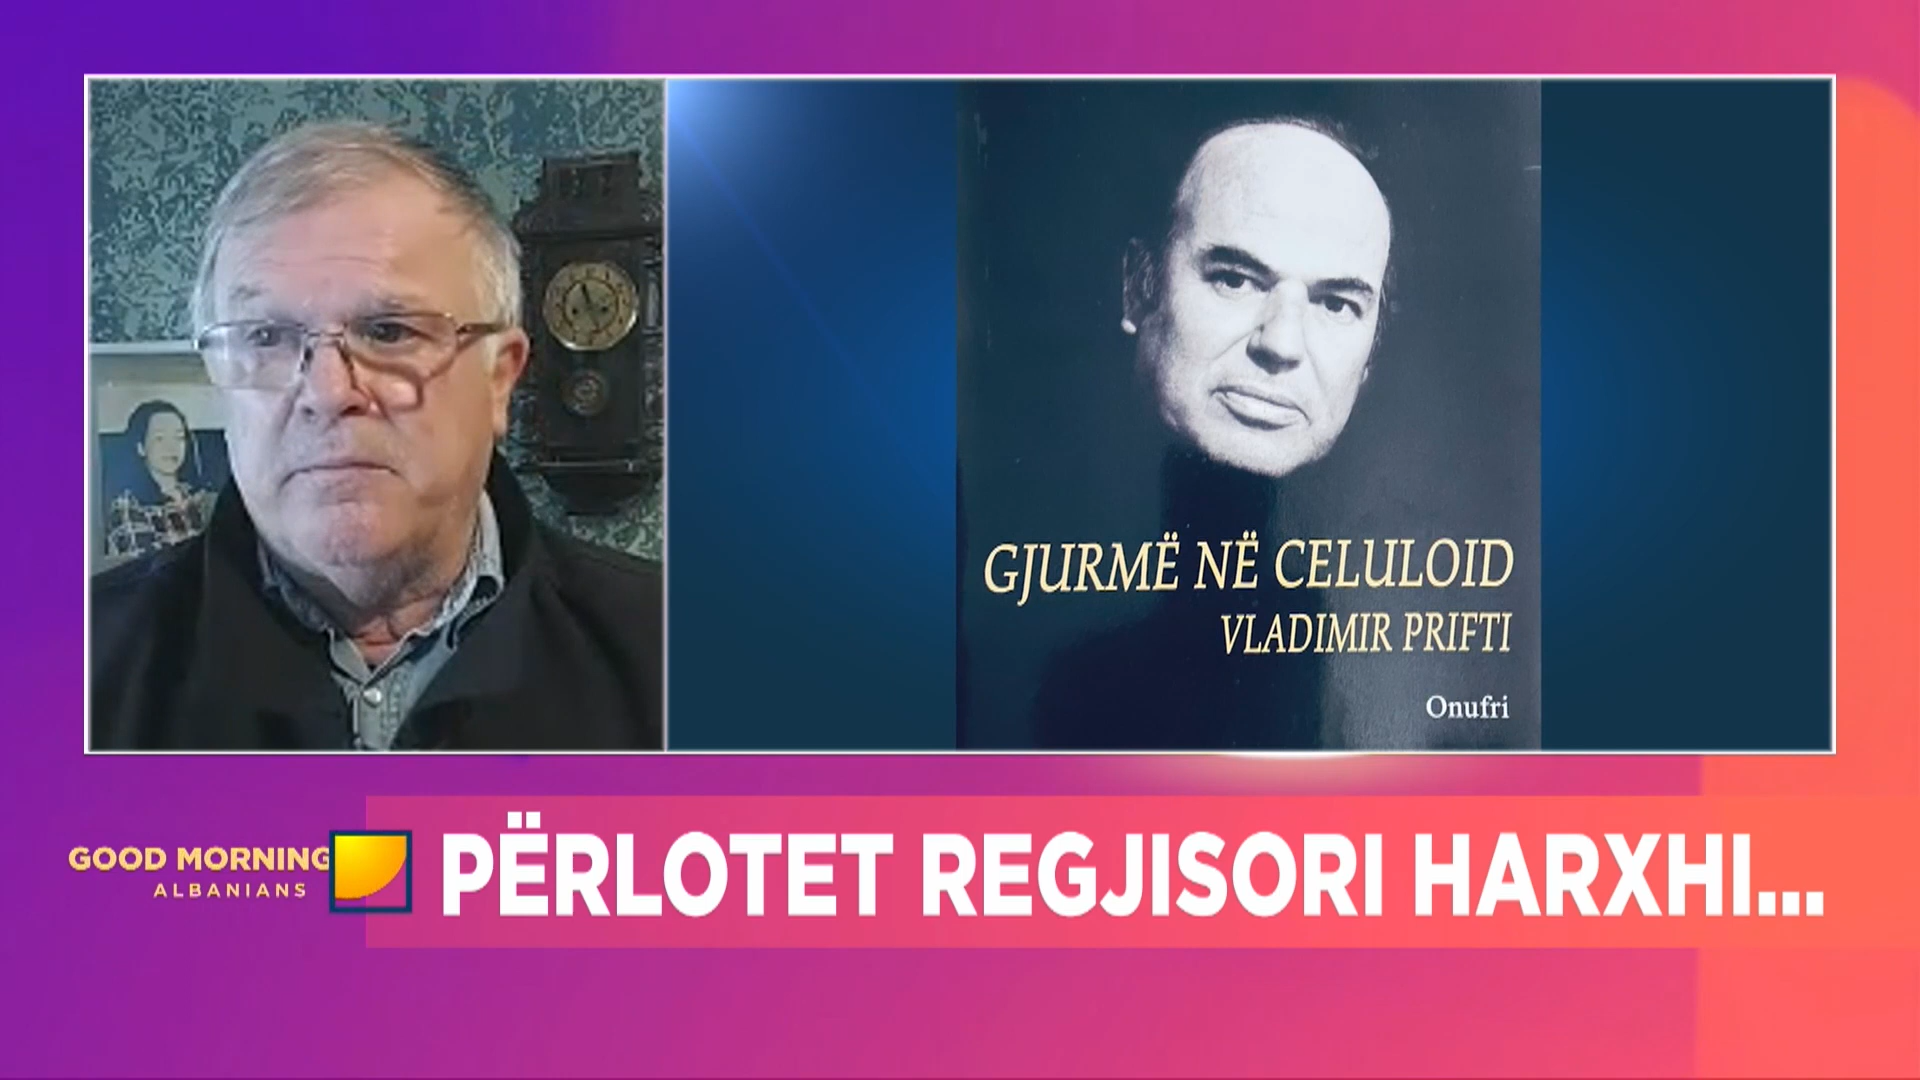 GJURMË NË CELULOID
VLADIMIR PRIFTI
Onufri
GOOD MORNING
ALBANIANS
PËRLOTET REGJISORI HARXHI...